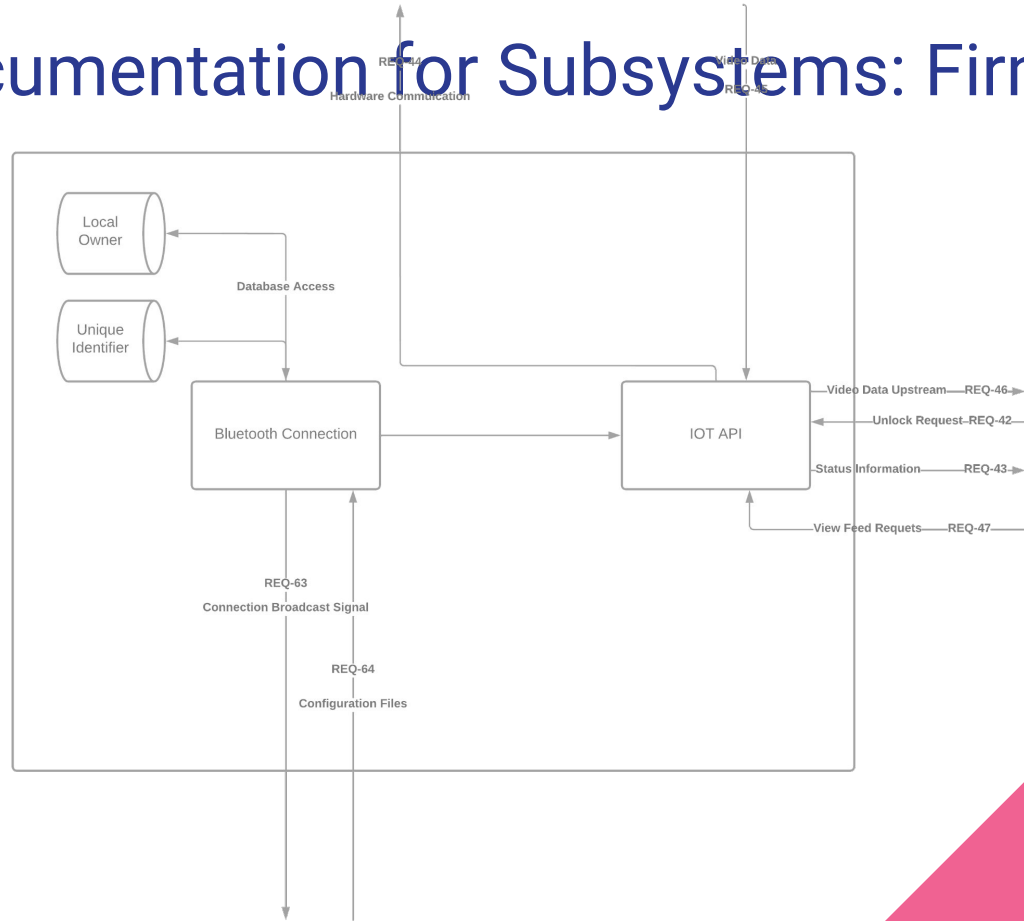 REQ-44
Video Data
cumentation for Subsystems: Firm
REQ-45
Hardware Commuication
Local
Owner
Database Access
Unique
Identifier
Bluetooth Connection
IOT API
Video Data Upstream
REQ-46
Unlock Request
REQ-42
Status Information
REQ-43
View Feed Requets
REQ-47
REQ-63
Connection Broadcast Signal
REQ-64
Configuration Files